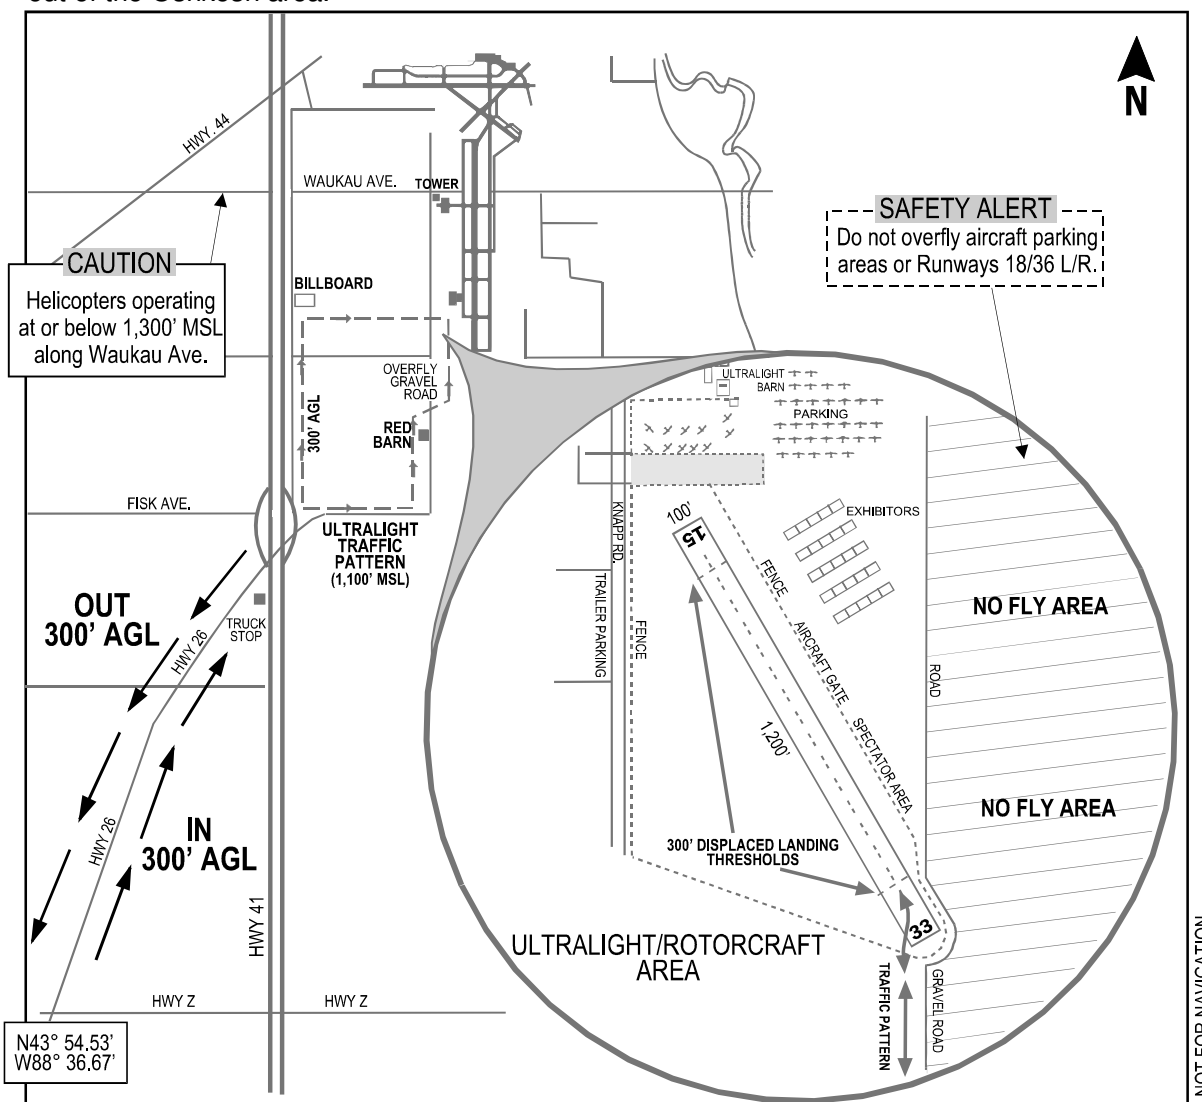 out of the Oshkosh area.
N
HWY. 44
WAUKAU AVE.
TOWER
SAFETY ALERT
Do not overfly aircraft parking
areas or Runways 18/36 L/R.
CAUTION
Helicopters operating
at or below 1,300’ MSL
along Waukau Ave.
BILLBOARD
OVERFLY
GRAVEL
ROAD
300’ AGL
RED
BARN
ULTRALIGHT
BARN
PARKING
FISK AVE.
ULTRALIGHT
TRAFFIC
PATTERN
(1,100’ MSL)
KNAPP RD.
100’
15
EXHIBITORS
FENCE
TRAILER PARKING
FENCE
AIRCRAFT GATE
SPECTATOR AREA
ROAD
NO FLY AREA
OUT
300’ AGL
TRUCK
STOP
HWY 26
1,200’
NO FLY AREA
IN
300’ AGL
HWY 26
HWY 41
300’ DISPLACED LANDING
THRESHOLDS
33
ULTRALIGHT/ROTORCRAFT
AREA
TRAFFIC PATTERN
GRAVEL ROAD
HWY Z
HWY Z
N43° 54.53’
W88° 36.67’
NOT FOR NAVIGATION